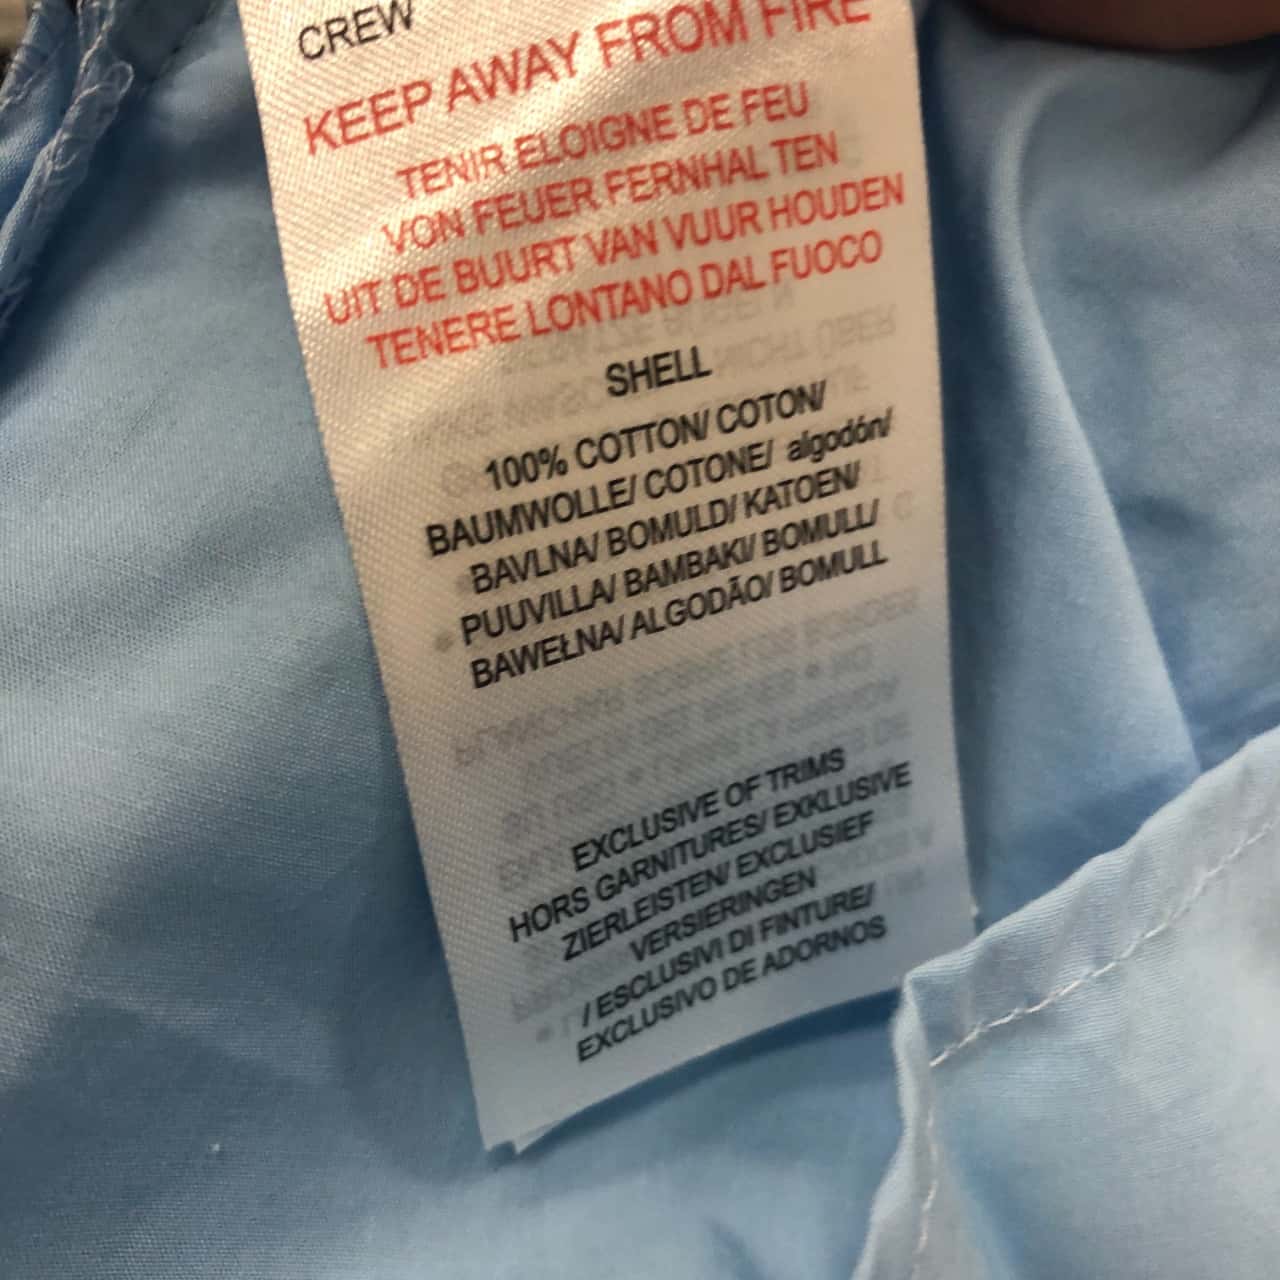 CREW
KEEP AWAY FROM FIRE
TENIR ELOIGNE DE FEU
VON FEUER FERNHAL TEN
UIT DE BUURT VAN VUUR HOUDEN
TENERE LONTANO DAL FUOCO
SHELL
100% COTTON/ COTON/
BAUMWOLLE/ COTONE/ algodón/
BAVLNA/ BOMULD/ KATOEN/
PUUVILLA/ BAMBAKI/ BOMULL/
BAWEŁNA/ ALGODÃO/ BOMULL
EXCLUSIVE OF TRIMS
HORS GARNITURES/ EXKLUSIVE
ZIERLEISTEN/ EXCLUSIEF
VERSIERINGEN
/ ESCLUSIVI DI FINTURE/
EXCLUSIVO DE ADORNOS